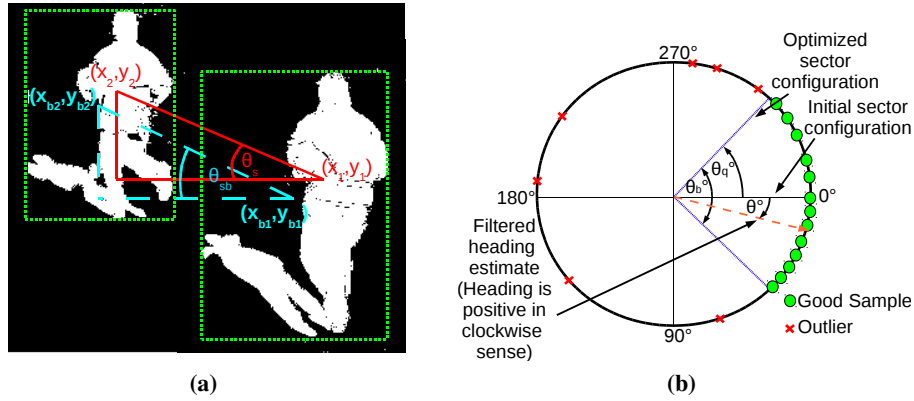 (x2,y2)
(xb2,yb2)
θs
θsb
(x1,y1)
(xb1,yb1)
(a)
Optimized
sector
configuration
Initial sector
configuration
270°
180°
0°
90°
θq°
θb°
θ°
Filtered
heading
estimate
(Heading is
positive in
clockwise
sense)
Good Sample
Outlier
(b)